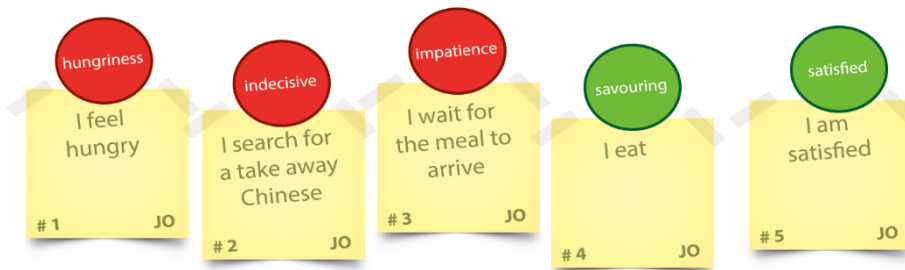 hungriness
I feel
hungry
# 1 JO
indecisive
I search for
a take away
Chinese
# 2 JO
impatience
I wait for
the meal to
arrive
# 3 JO
savouring
I eat
# 4 JO
satisfied
I am
satisfied
# 5 JO